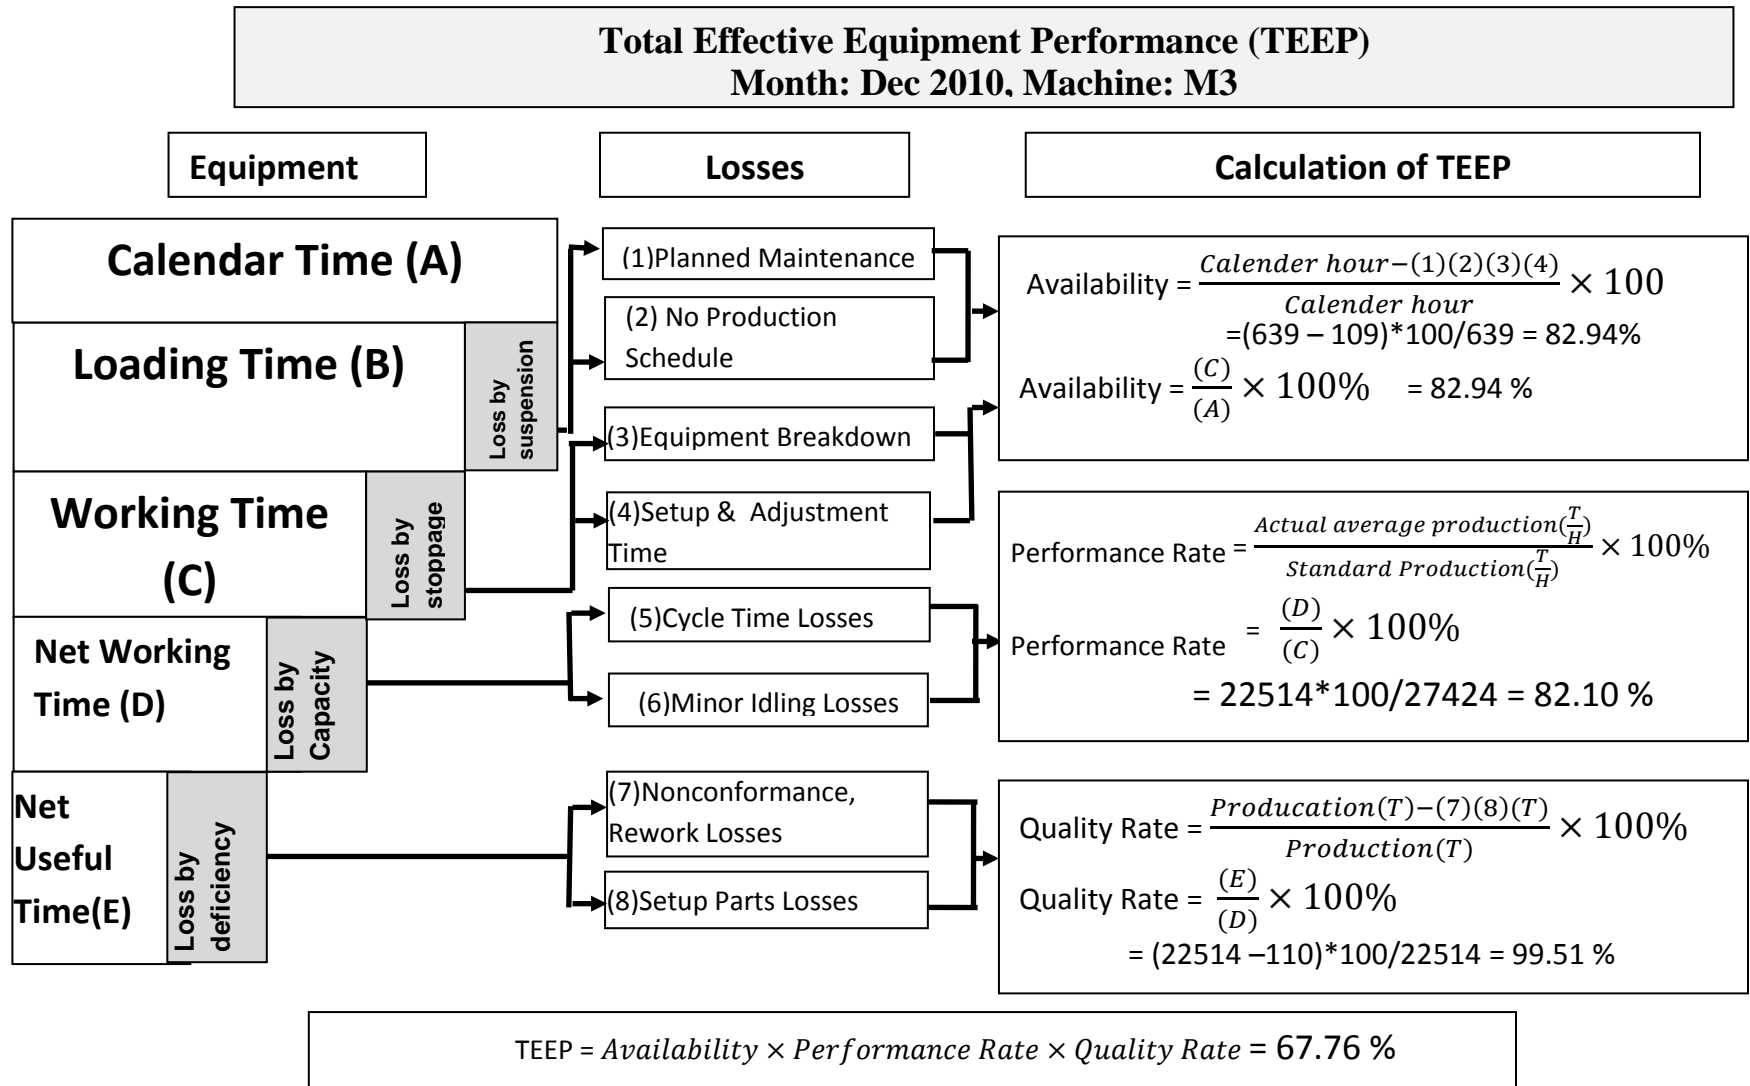 Total Effective Equipment Performance (TEEP)
Month: Dec 2010, Machine: M3
Equipment
Losses
Calculation of TEEP
Calendar Time (A)
Loading Time (B)
Loss by
suspension
Working Time
(C)
Loss by
stoppage
Net Working
Time (D)
Loss by
Capacity
Net
Useful
Time(E)
Loss by
deficiency
(1)Planned Maintenance
(2) No Production
Schedule
(3)Equipment Breakdown
(4)Setup & Adjustment
Time
(5)Cycle Time Losses
(6)Minor Idling Losses
(7)Nonconformance,
Rework Losses
(8)Setup Parts Losses
Availability = Calender hour−(1)(2)(3)(4) / Calender hour × 100
=(639 – 109)*100/639 = 82.94%
Availability = (C) / (A) × 100% = 82.94 %
Performance Rate = Actual average production(T/H) / Standard Production(T/H) × 100%
Performance Rate = (D) / (C) × 100%
= 22514*100/27424 = 82.10 %
Quality Rate = Producation(T)−(7)(8)(T) / Production(T) × 100%
Quality Rate = (E) / (D) × 100%
= (22514 –110)*100/22514 = 99.51 %
TEEP = Availability × Performance Rate × Quality Rate = 67.76 %